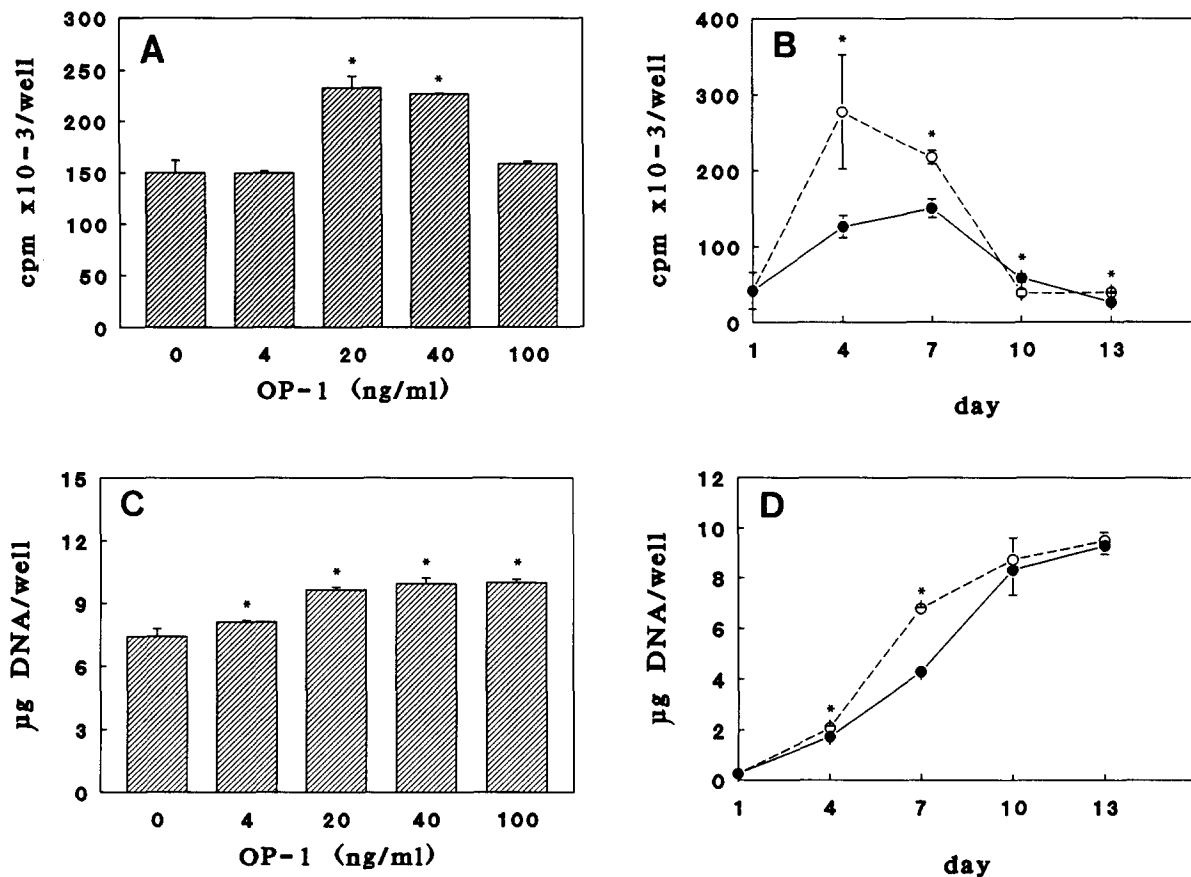 A
cpm x10-3/well
300
250
200
150
100
50
0
* *
0 4 20 40 100
OP-1 (ng/ml)
B
cpm x10-3/well
400
300
200
100
0
* * * *
1 4 7 10 13
day
C
µg DNA/well
15
12
9
6
3
0
* * * *
0 4 20 40 100
OP-1 (ng/ml)
D
µg DNA/well
12
10
8
6
4
2
0
* *
1 4 7 10 13
day